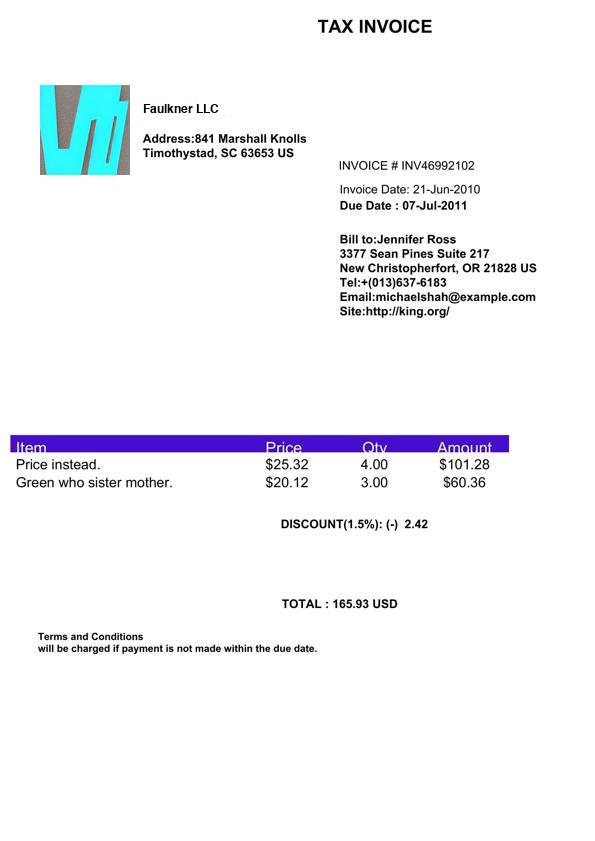 TAX INVOICE
Faulkner LLC
Address:841 Marshall Knolls
Timothystad, SC 63653 US
INVOICE # INV46992102
Invoice Date: 21-Jun-2010
Due Date : 07-Jul-2011
Bill to:Jennifer Ross
3377 Sean Pines Suite 217
New Christopherfort, OR 21828 US
Tel:+(013)637-6183
Email:michaelshah@example.com
Site:http://king.org/
Item Price Qty Amount
Price instead. $25.32 4.00 $101.28
Green who sister mother. $20.12 3.00 $60.36
DISCOUNT(1.5%): (-) 2.42
TOTAL : 165.93 USD
Terms and Conditions
will be charged if payment is not made within the due date.